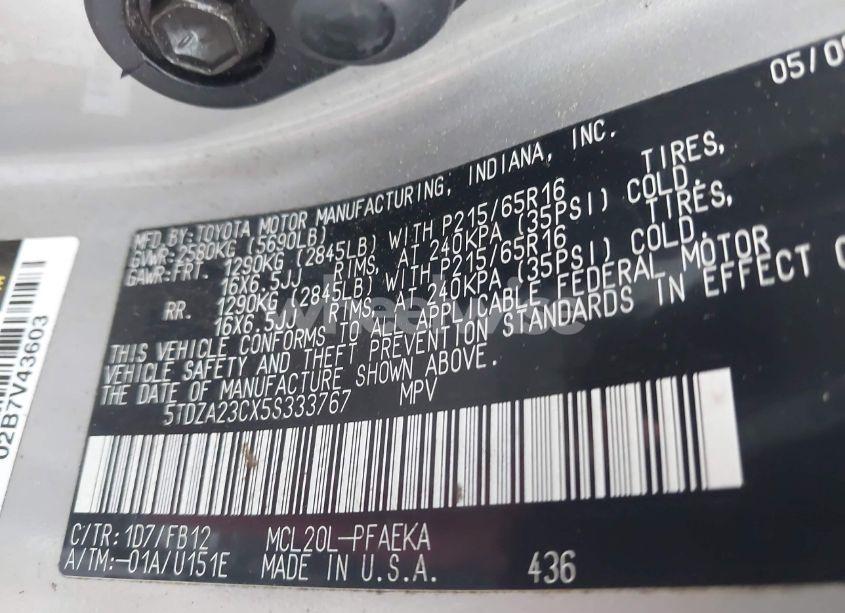 05/05
MFD. BY:TOYOTA MOTOR MANUFACTURING, INDIANA, INC.
GVWR: 2580KG (5690LB)
GAWR:FRT. 1290KG (2845LB) WITH P215/65R16 TIRES,
16X6.5JJ RIMS, AT 240KPA (35PSI) COLD.
RR. 1290KG (2845LB) WITH P215/65R16 TIRES,
16X6.5JJ RIMS, AT 240KPA (35PSI) COLD.
THIS VEHICLE CONFORMS TO ALL APPLICABLE FEDERAL MOTOR
VEHICLE SAFETY AND THEFT PREVENTION STANDARDS IN EFFECT
THE DATE OF MANUFACTURE SHOWN ABOVE.
5TDZA23CX5S333767 MPV
C/TR: 1D7/FB12 MCL20L-PFAEKA
A/TM:-01A/U151E MADE IN U.S.A. 436
02B7V43603